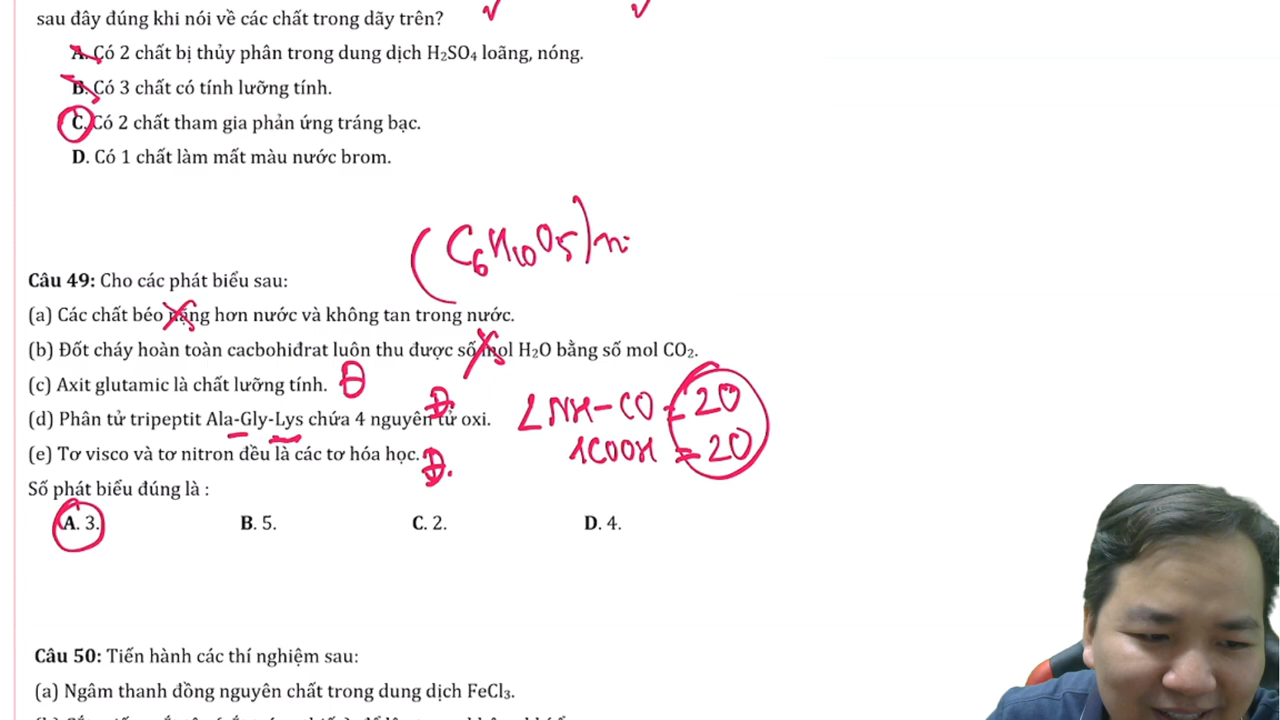 sau đây đúng khi nói về các chất trong dãy trên?
A. Có 2 chất bị thủy phân trong dung dịch H₂SO₄ loãng, nóng.
B. Có 3 chất có tính lưỡng tính.
C. Có 2 chất tham gia phản ứng tráng bạc.
D. Có 1 chất làm mất màu nước brom.
(C₆H₁₀O₅)n
Câu 49: Cho các phát biểu sau:
(a) Các chất béo nặng hơn nước và không tan trong nước.
(b) Đốt cháy hoàn toàn cacbohiđrat luôn thu được số mol H₂O bằng số mol CO₂.
(c) Axit glutamic là chất lưỡng tính. Đ
(d) Phân tử tripeptit Ala-Gly-Lys chứa 4 nguyên tử oxi. Đ
2NH-CO = 2O
1COOH = 2O
(e) Tơ visco và tơ nitron đều là các tơ hóa học. Đ.
Số phát biểu đúng là :
A. 3. B. 5. C. 2. D. 4.
Câu 50: Tiến hành các thí nghiệm sau:
(a) Ngâm thanh đồng nguyên chất trong dung dịch FeCl₃.